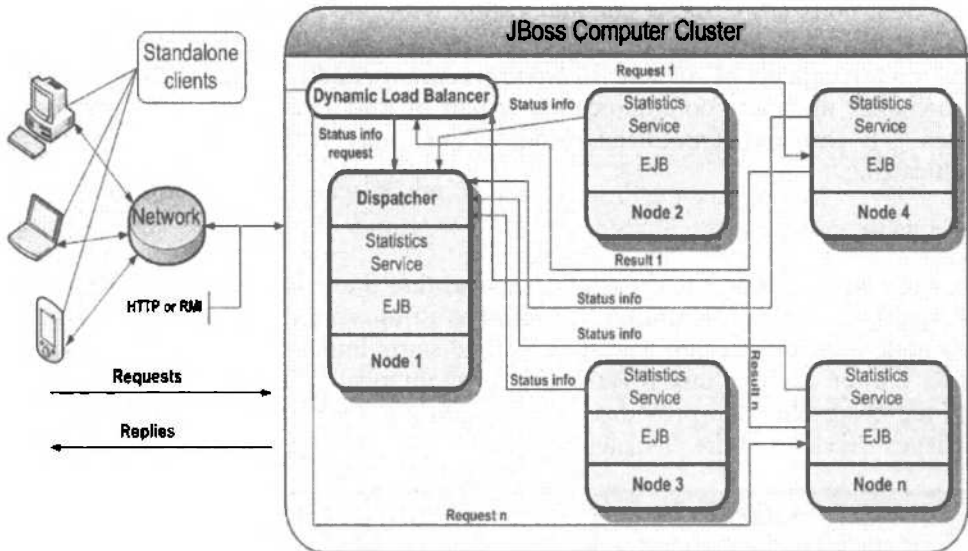 JBoss Computer Cluster
Standalone
clients
Network
HTTP or RMI
Requests
Replies
Dynamic Load Balancer
Status info
request
Request 1
Status info
Dispatcher
Statistics
Service
EJB
Node 1
Statistics
Service
EJB
Node 2
Statistics
Service
EJB
Node 4
Result 1
Status info
Status info
Status info
Result n
Statistics
Service
EJB
Node 3
Statistics
Service
EJB
Node n
Request n